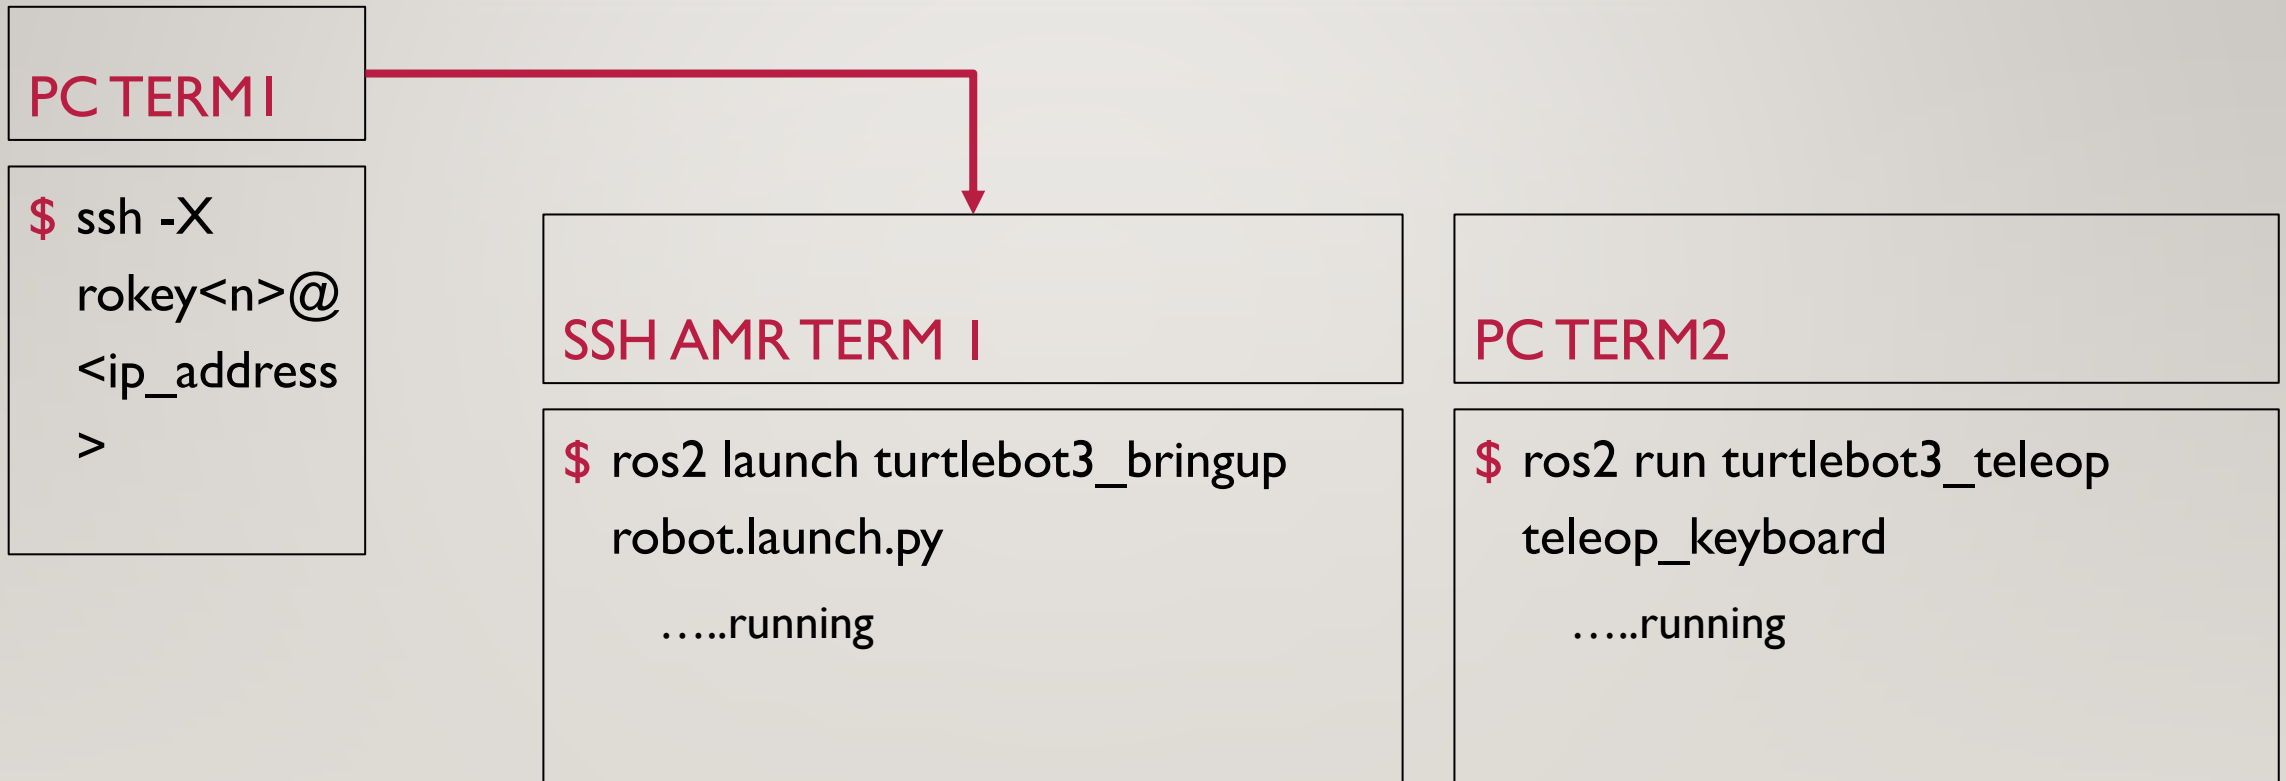 PC TERM1
$ ssh -X
rokey<n>@
<ip_address
>
SSH AMR TERM 1
$ ros2 launch turtlebot3_bringup
robot.launch.py
…..running
PC TERM2
$ ros2 run turtlebot3_teleop
teleop_keyboard
…..running